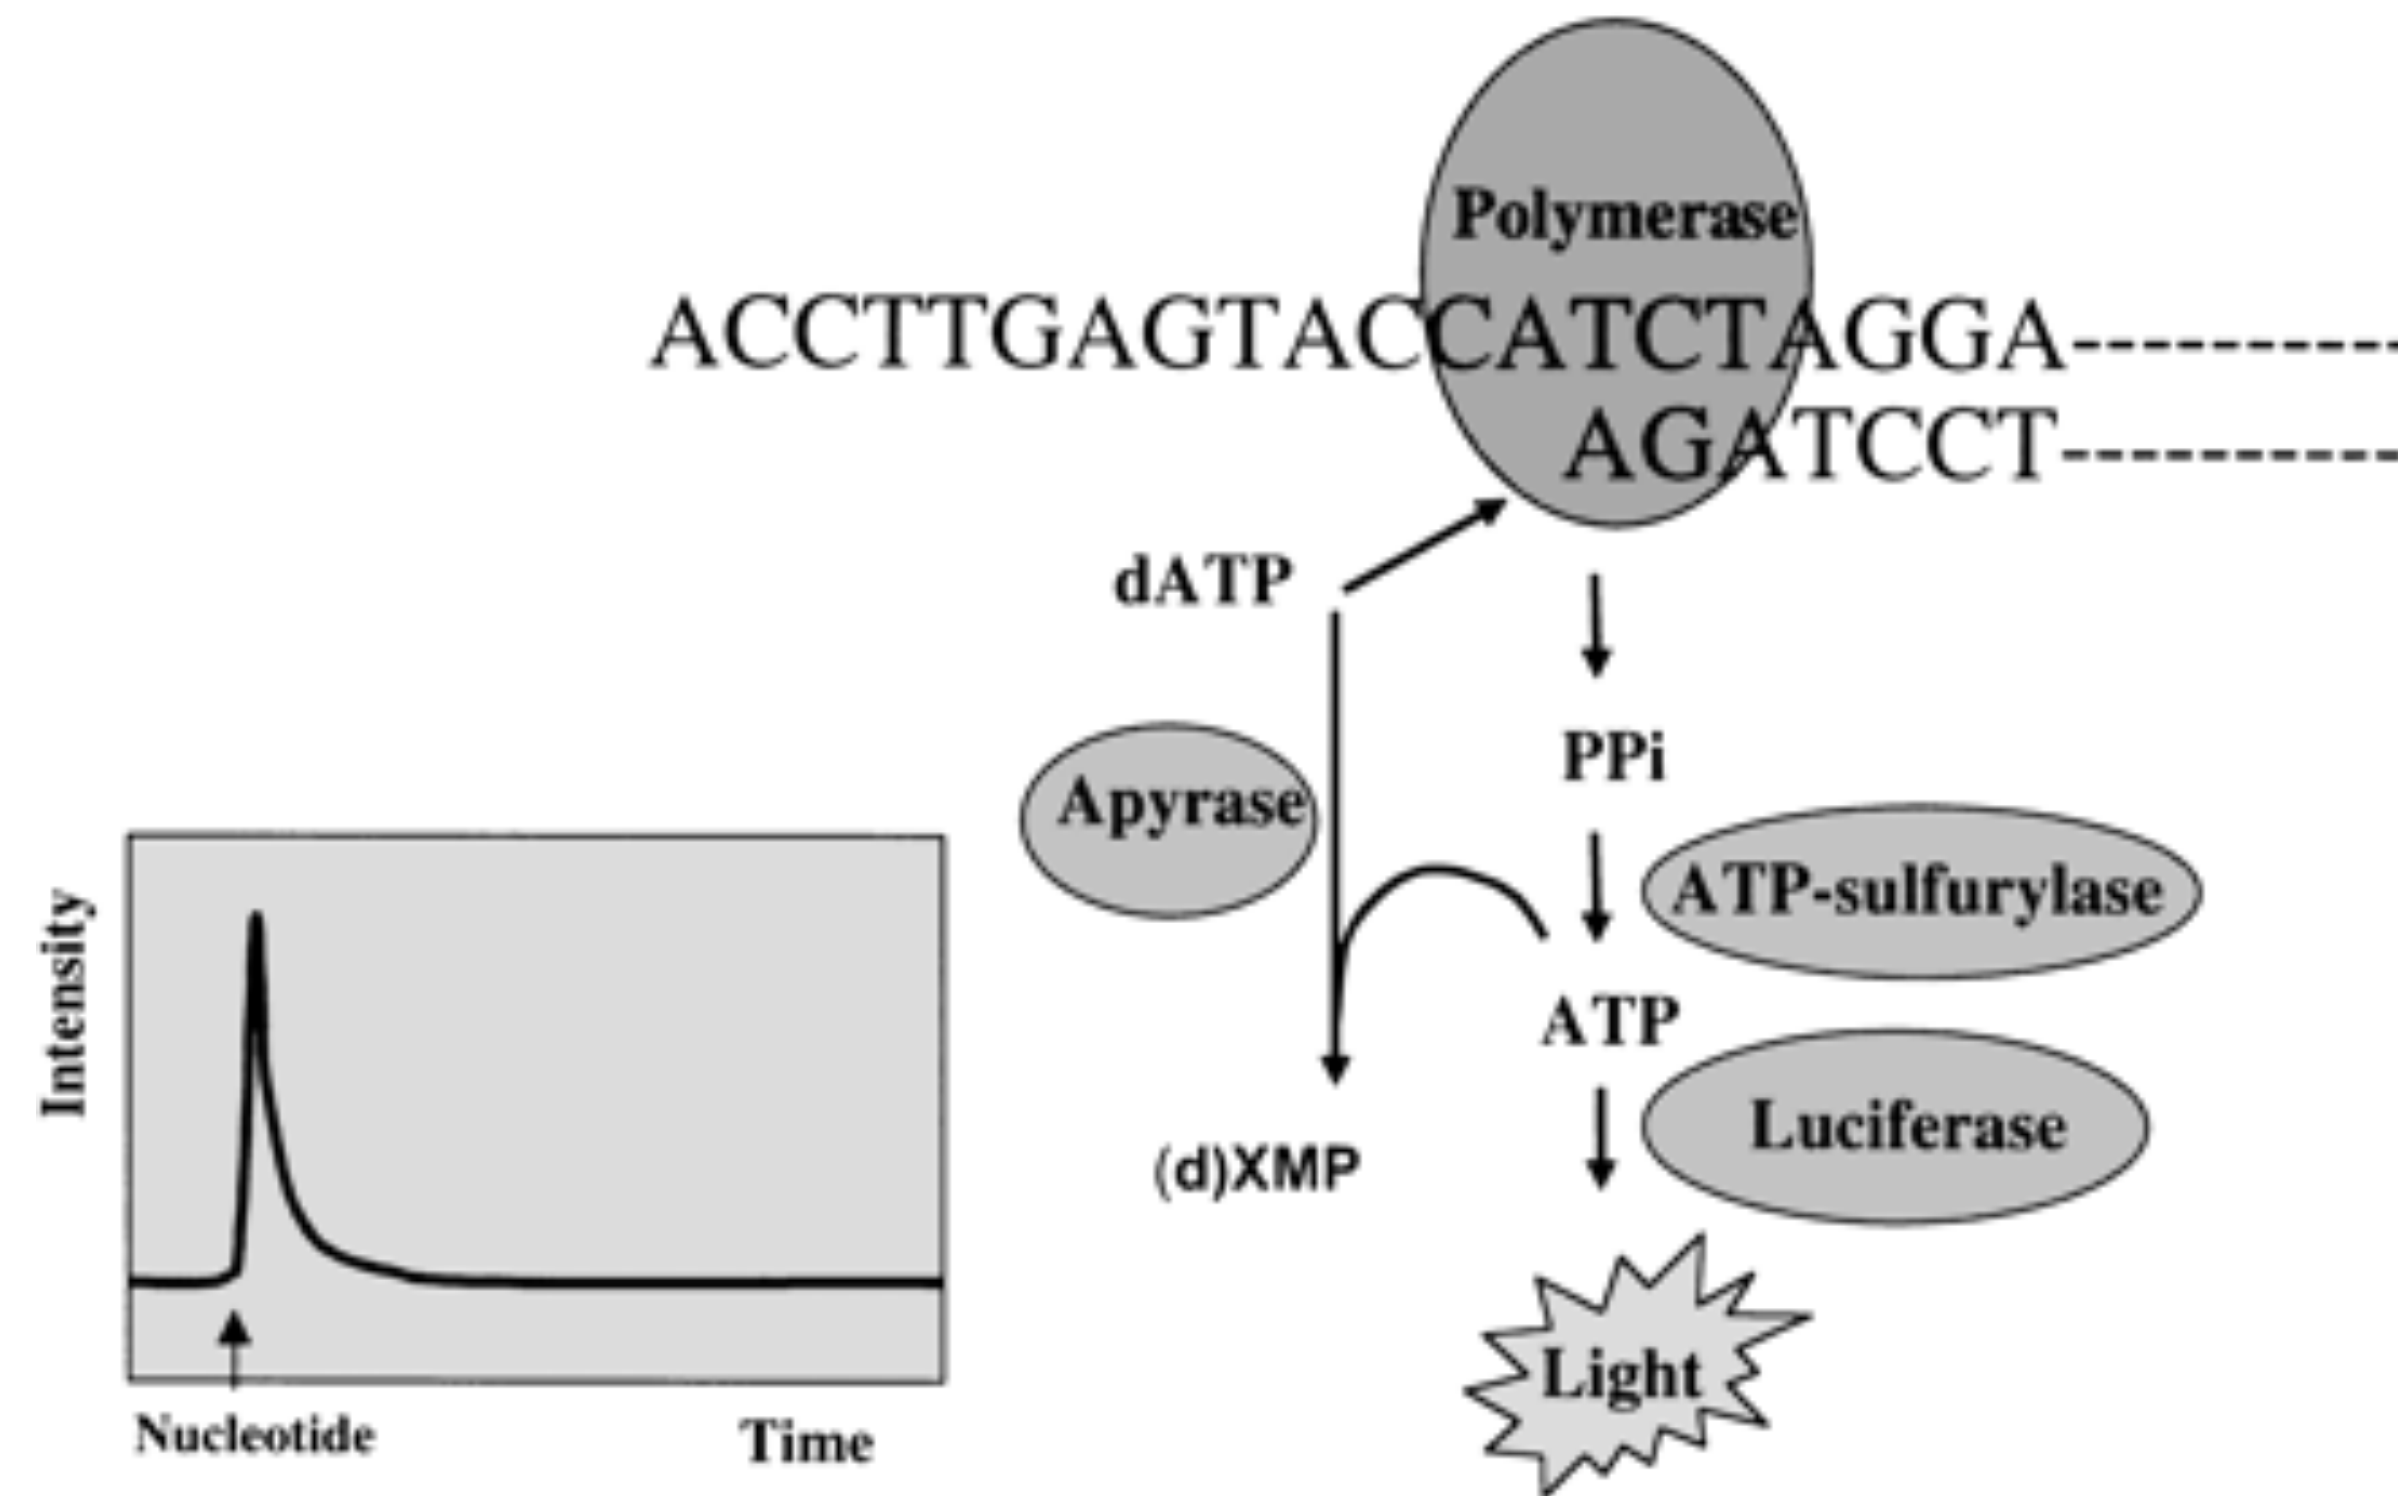 Polymerase
ACCTTGAGTACCATCTAGGA----------
AGATCCT----------
dATP
PPi
Apyrase
ATP-sulfurylase
ATP
Luciferase
(d)XMP
Light
Intensity
Nucleotide
Time